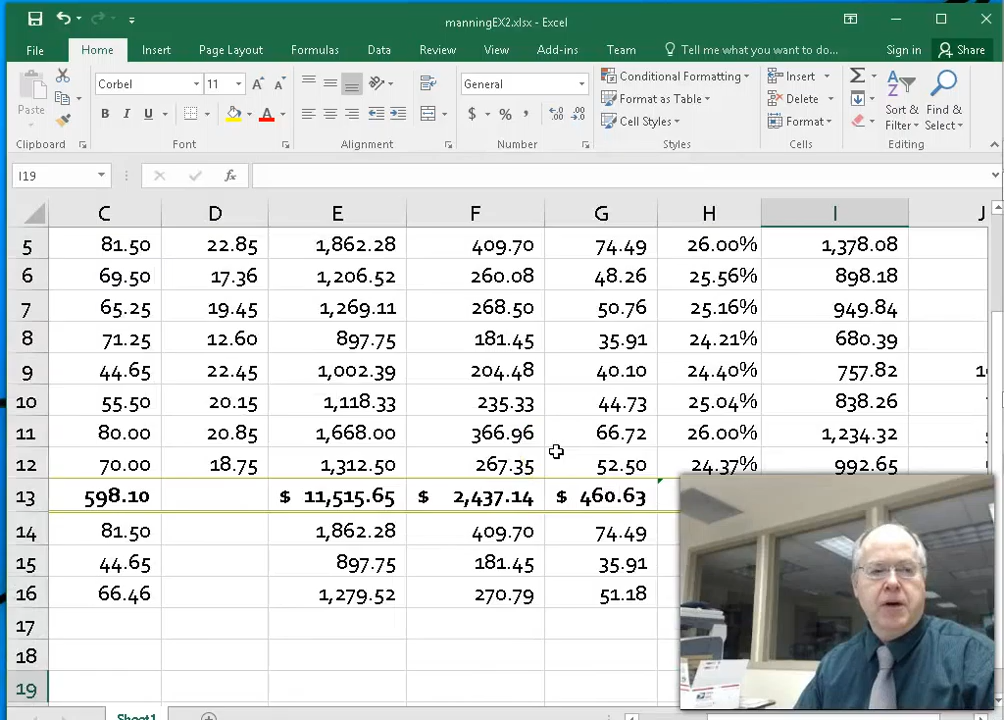 manningEX2.xlsx - Excel
File Home Insert Page Layout Formulas Data Review View Add-ins Team Tell me what you want to do... Sign in Share
Paste
Clipboard
Corbel 11 A A
B I U A
Font
Alignment
General
$ % ,
Number
Conditional Formatting
Format as Table
Cell Styles
Styles
Insert
Delete
Format
Cells
Sort & Filter
Find & Select
Editing
I19 fx
C D E F G H I J
5 81.50 22.85 1,862.28 409.70 74.49 26.00% 1,378.08
6 69.50 17.36 1,206.52 260.08 48.26 25.56% 898.18
7 65.25 19.45 1,269.11 268.50 50.76 25.16% 949.84
8 71.25 12.60 897.75 181.45 35.91 24.21% 680.39
9 44.65 22.45 1,002.39 204.48 40.10 24.40% 757.82
10 55.50 20.15 1,118.33 235.33 44.73 25.04% 838.26
11 80.00 20.85 1,668.00 366.96 66.72 26.00% 1,234.32
12 70.00 18.75 1,312.50 267.35 52.50 24.37% 992.65
13 598.10 $ 11,515.65 $ 2,437.14 $ 460.63
14 81.50 1,862.28 409.70 74.49
15 44.65 897.75 181.45 35.91
16 66.46 1,279.52 270.79 51.18
17
18
19
Sheet1